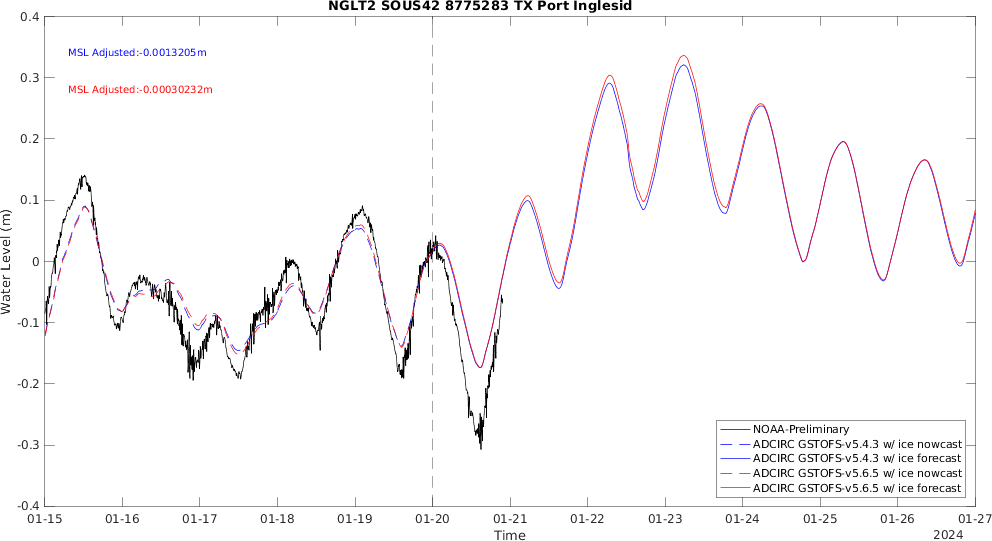 NGLT2 SOUS42 8775283 TX Port Inglesid
MSL Adjusted:-0.0013205m
MSL Adjusted:-0.00030232m
Water Level (m)
0.4
0.3
0.2
0.1
0
-0.1
-0.2
-0.3
-0.4
NOAA-Preliminary
ADCIRC GSTOFS-v5.4.3 w/ ice nowcast
ADCIRC GSTOFS-v5.4.3 w/ ice forecast
ADCIRC GSTOFS-v5.6.5 w/ ice nowcast
ADCIRC GSTOFS-v5.6.5 w/ ice forecast
01-15 01-16 01-17 01-18 01-19 01-20 01-21 01-22 01-23 01-24 01-25 01-26 01-27
Time
2024